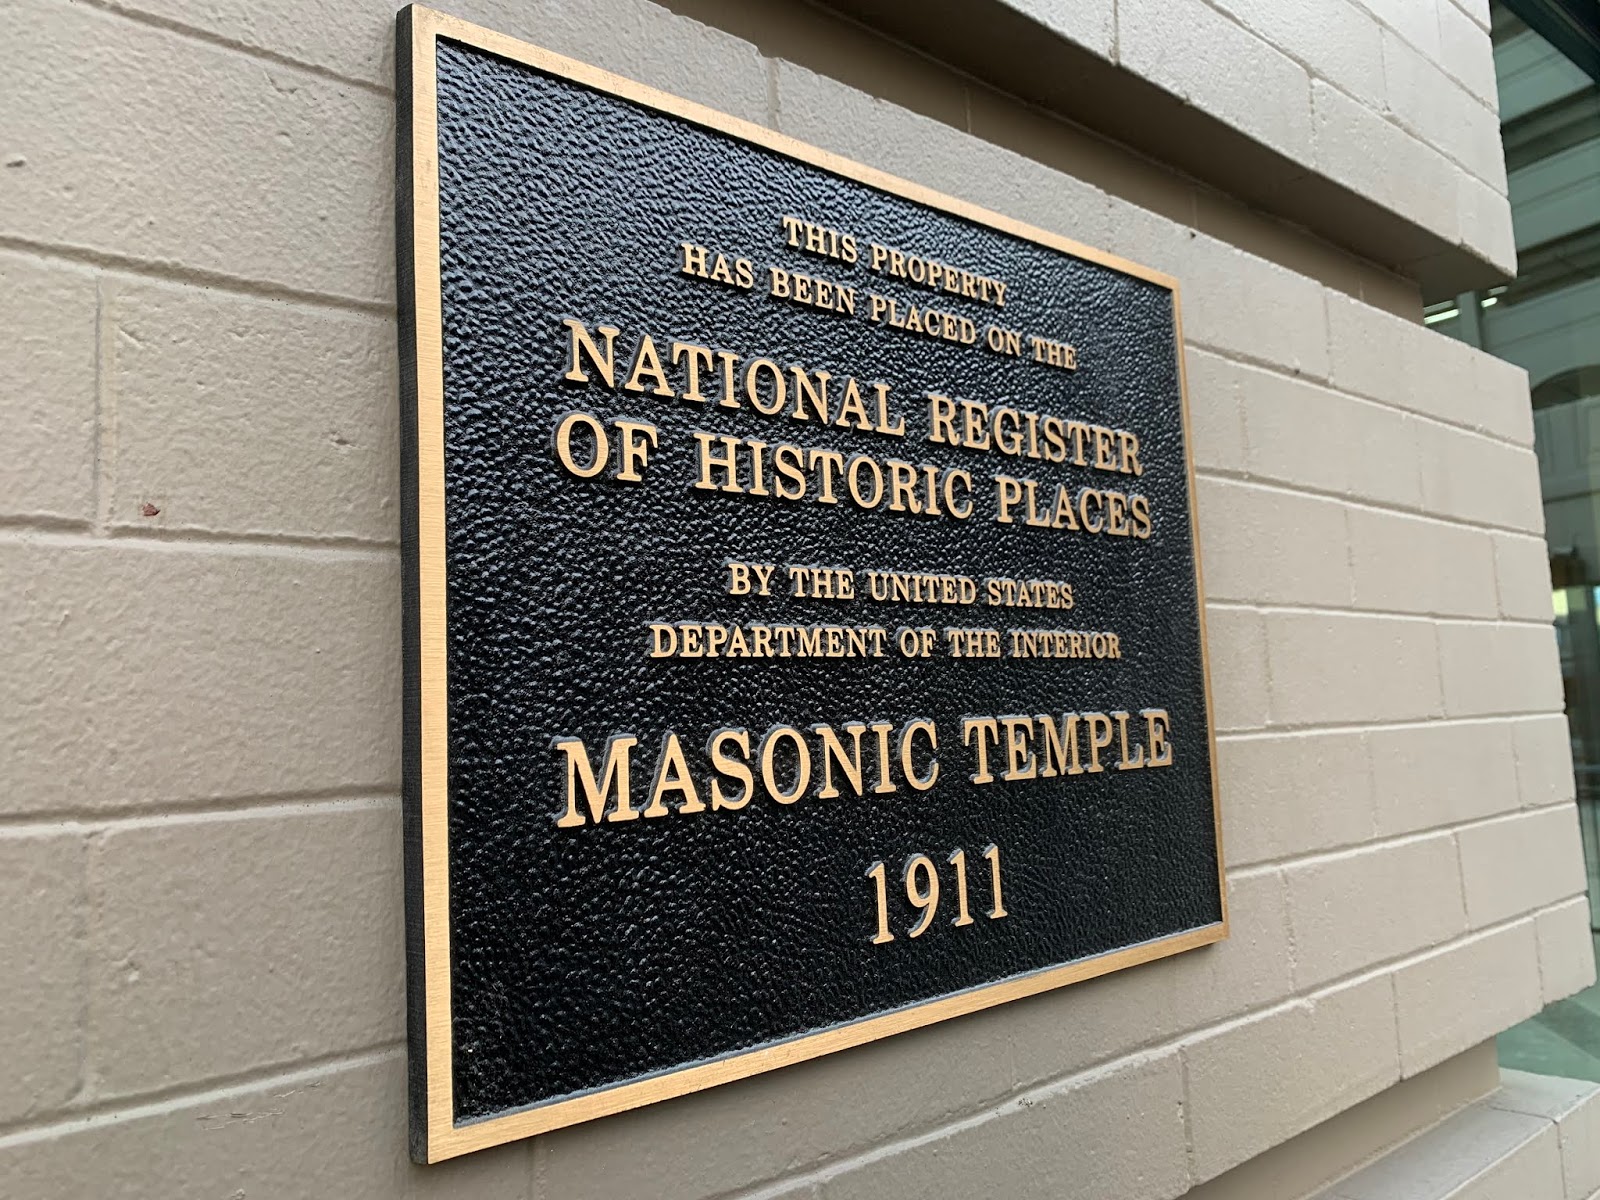 THIS PROPERTY
HAS BEEN PLACED ON THE
NATIONAL REGISTER
OF HISTORIC PLACES
BY THE UNITED STATES
DEPARTMENT OF THE INTERIOR
MASONIC TEMPLE
1911